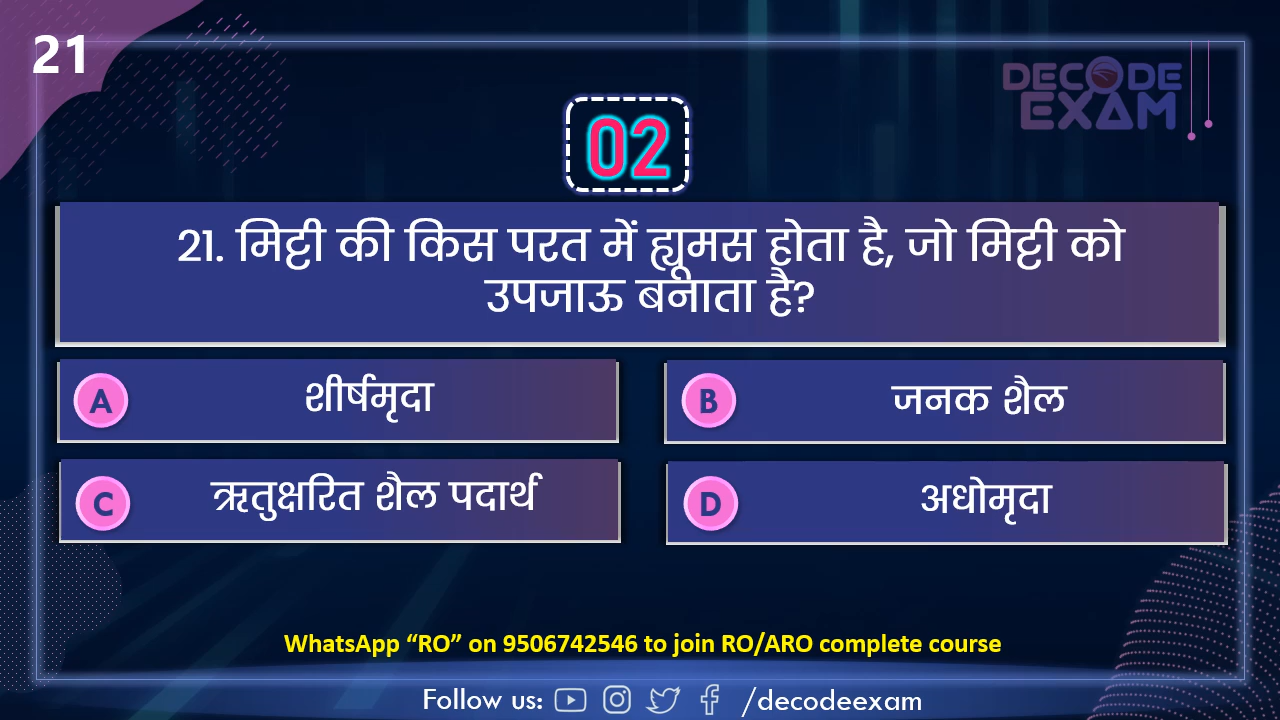 21
DECODE
EXAM
02
21. मिट्टी की किस परत में ह्यूमस होता है, जो मिट्टी को
उपजाऊ बनाता है?
A शीर्षमृदा
B जनक शैल
C ऋतुक्षरित शैल पदार्थ
D अधोमृदा
WhatsApp “RO” on 9506742546 to join RO/ARO complete course
Follow us: /decodeexam